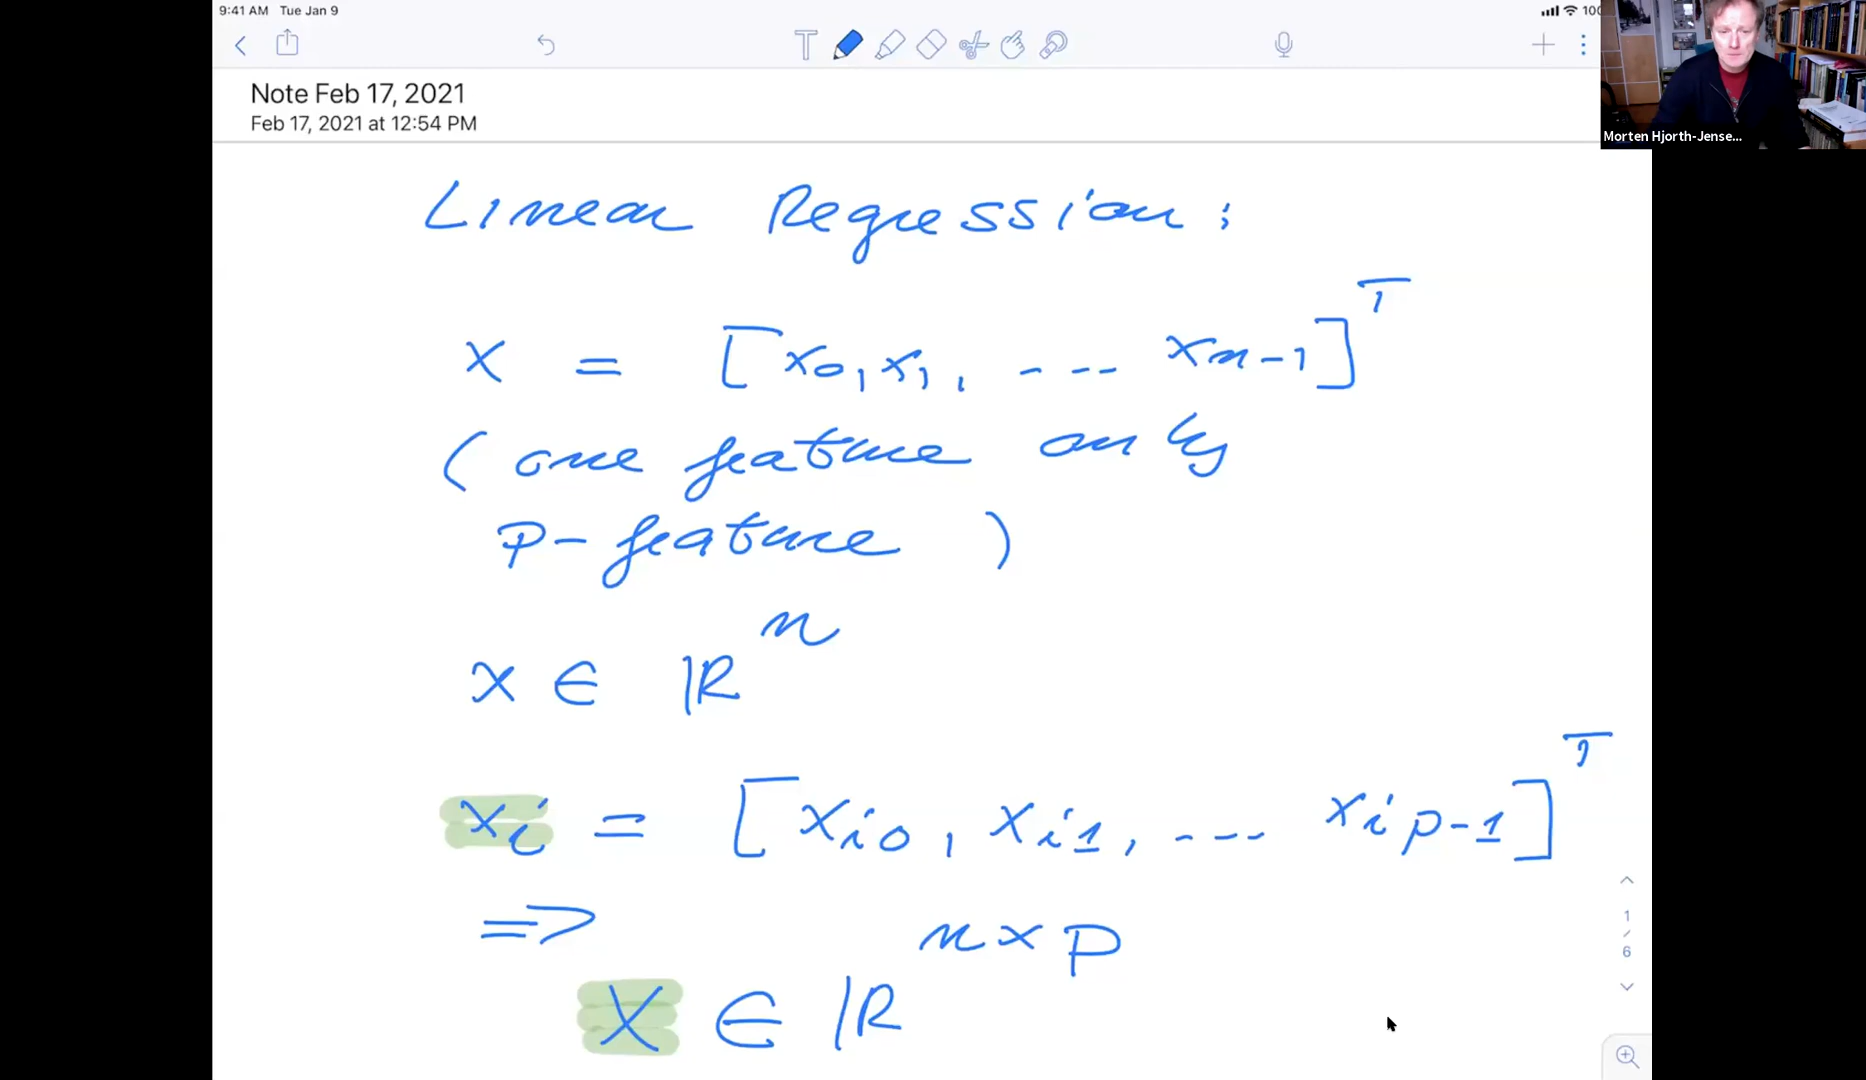 9:41 AM Tue Jan 9
100
Note Feb 17, 2021
Feb 17, 2021 at 12:54 PM
Morten Hjorth-Jense...
Linear Regression:
x = [x₀, x₁, --- xₙ₋₁]ᵀ
(one feature only
P-feature)
x ∈ ℝⁿ
xᵢ = [xᵢ₀, xᵢ₁, --- xᵢₚ₋₁]ᵀ
=>
X ∈ ℝⁿˣᵖ
1
/
6